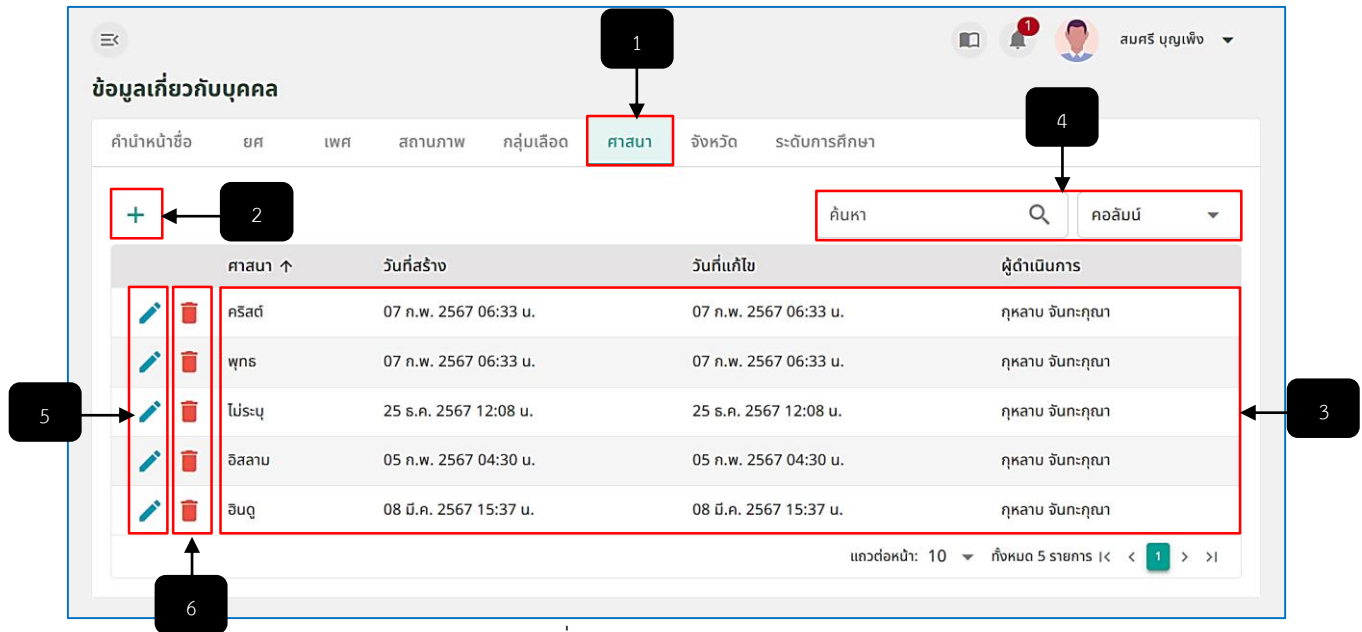 1
1
สมศรี บุญเพ็ง
ข้อมูลเกี่ยวกับบุคคล
4
คำนำหน้าชื่อ ยศ เพศ สถานภาพ กลุ่มเลือด ศาสนา จังหวัด ระดับการศึกษา
+ 2 ค้นหา คอลัมน์
ศาสนา ↑ วันที่สร้าง วันที่แก้ไข ผู้ดำเนินการ
คริสต์ 07 ก.พ. 2567 06:33 น. 07 ก.พ. 2567 06:33 น. กุหลาบ จันทะกุณา
พุทธ 07 ก.พ. 2567 06:33 น. 07 ก.พ. 2567 06:33 น. กุหลาบ จันทะกุณา
5 ไม่ระบุ 25 ธ.ค. 2567 12:08 น. 25 ธ.ค. 2567 12:08 น. กุหลาบ จันทะกุณา 3
อิสลาม 05 ก.พ. 2567 04:30 น. 05 ก.พ. 2567 04:30 น. กุหลาบ จันทะกุณา
ฮินดู 08 มี.ค. 2567 15:37 น. 08 มี.ค. 2567 15:37 น. กุหลาบ จันทะกุณา
แถวต่อหน้า: 10 ทั้งหมด 5 รายการ |< < 1 > >|
6